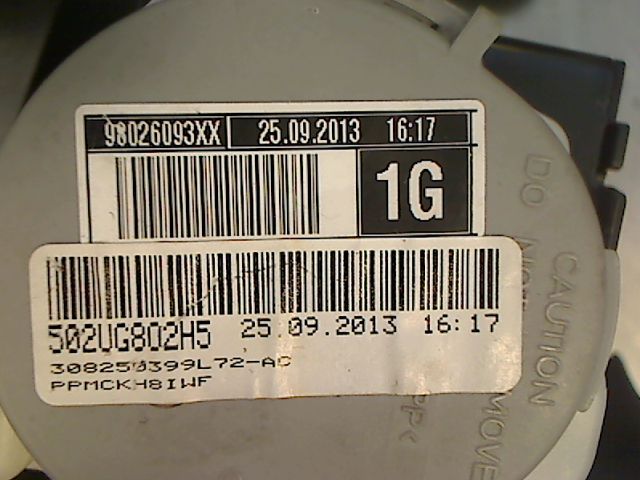 98026093XX 25.09.2013 16:17
1G
502UG802H5 25.09.2013 16:17
308250399L72-AC
PPMCKH8IWF
CAUTION
DO NOT